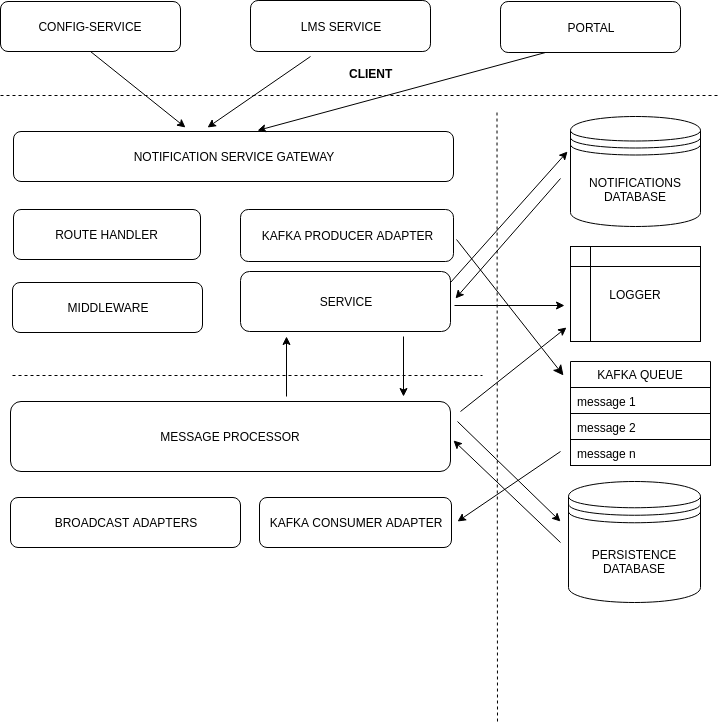 CONFIG-SERVICE
LMS SERVICE
PORTAL
CLIENT
NOTIFICATION SERVICE GATEWAY
ROUTE HANDLER
KAFKA PRODUCER ADAPTER
MIDDLEWARE
SERVICE
MESSAGE PROCESSOR
BROADCAST ADAPTERS
KAFKA CONSUMER ADAPTER
NOTIFICATIONS
DATABASE
LOGGER
KAFKA QUEUE
message 1
message 2
message n
PERSISTENCE
DATABASE